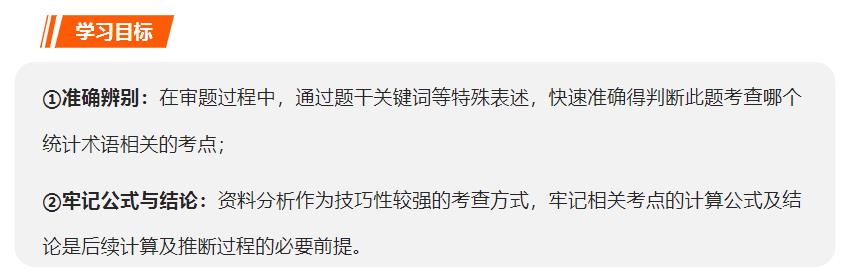 学习目标
①准确辨别：在审题过程中，通过题干关键词等特殊表述，快速准确得判断此题考查哪个
统计术语相关的考点；
②牢记公式与结论：资料分析作为技巧性较强的考查方式，牢记相关考点的计算公式及结
论是后续计算及推断过程的必要前提。